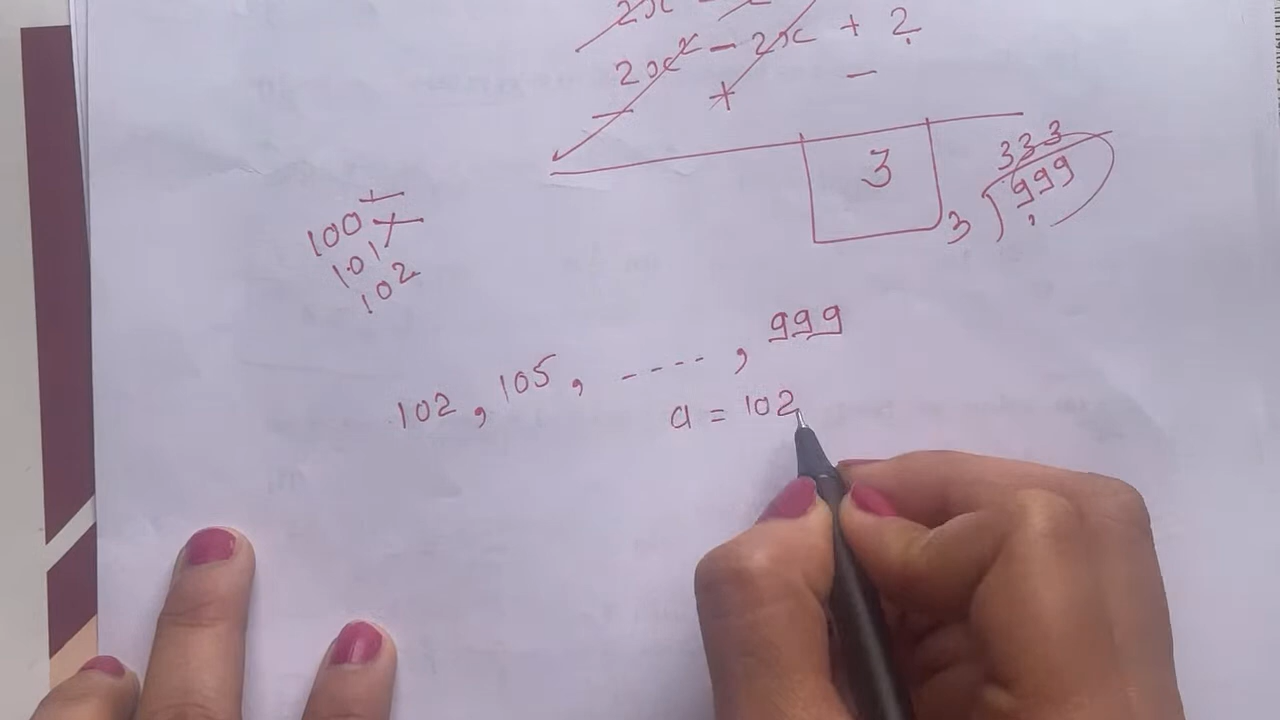 2x² - 2x + 2
- + -
3
333
3 ) 999
100
101
102
102, 105, ----, 999
a = 102